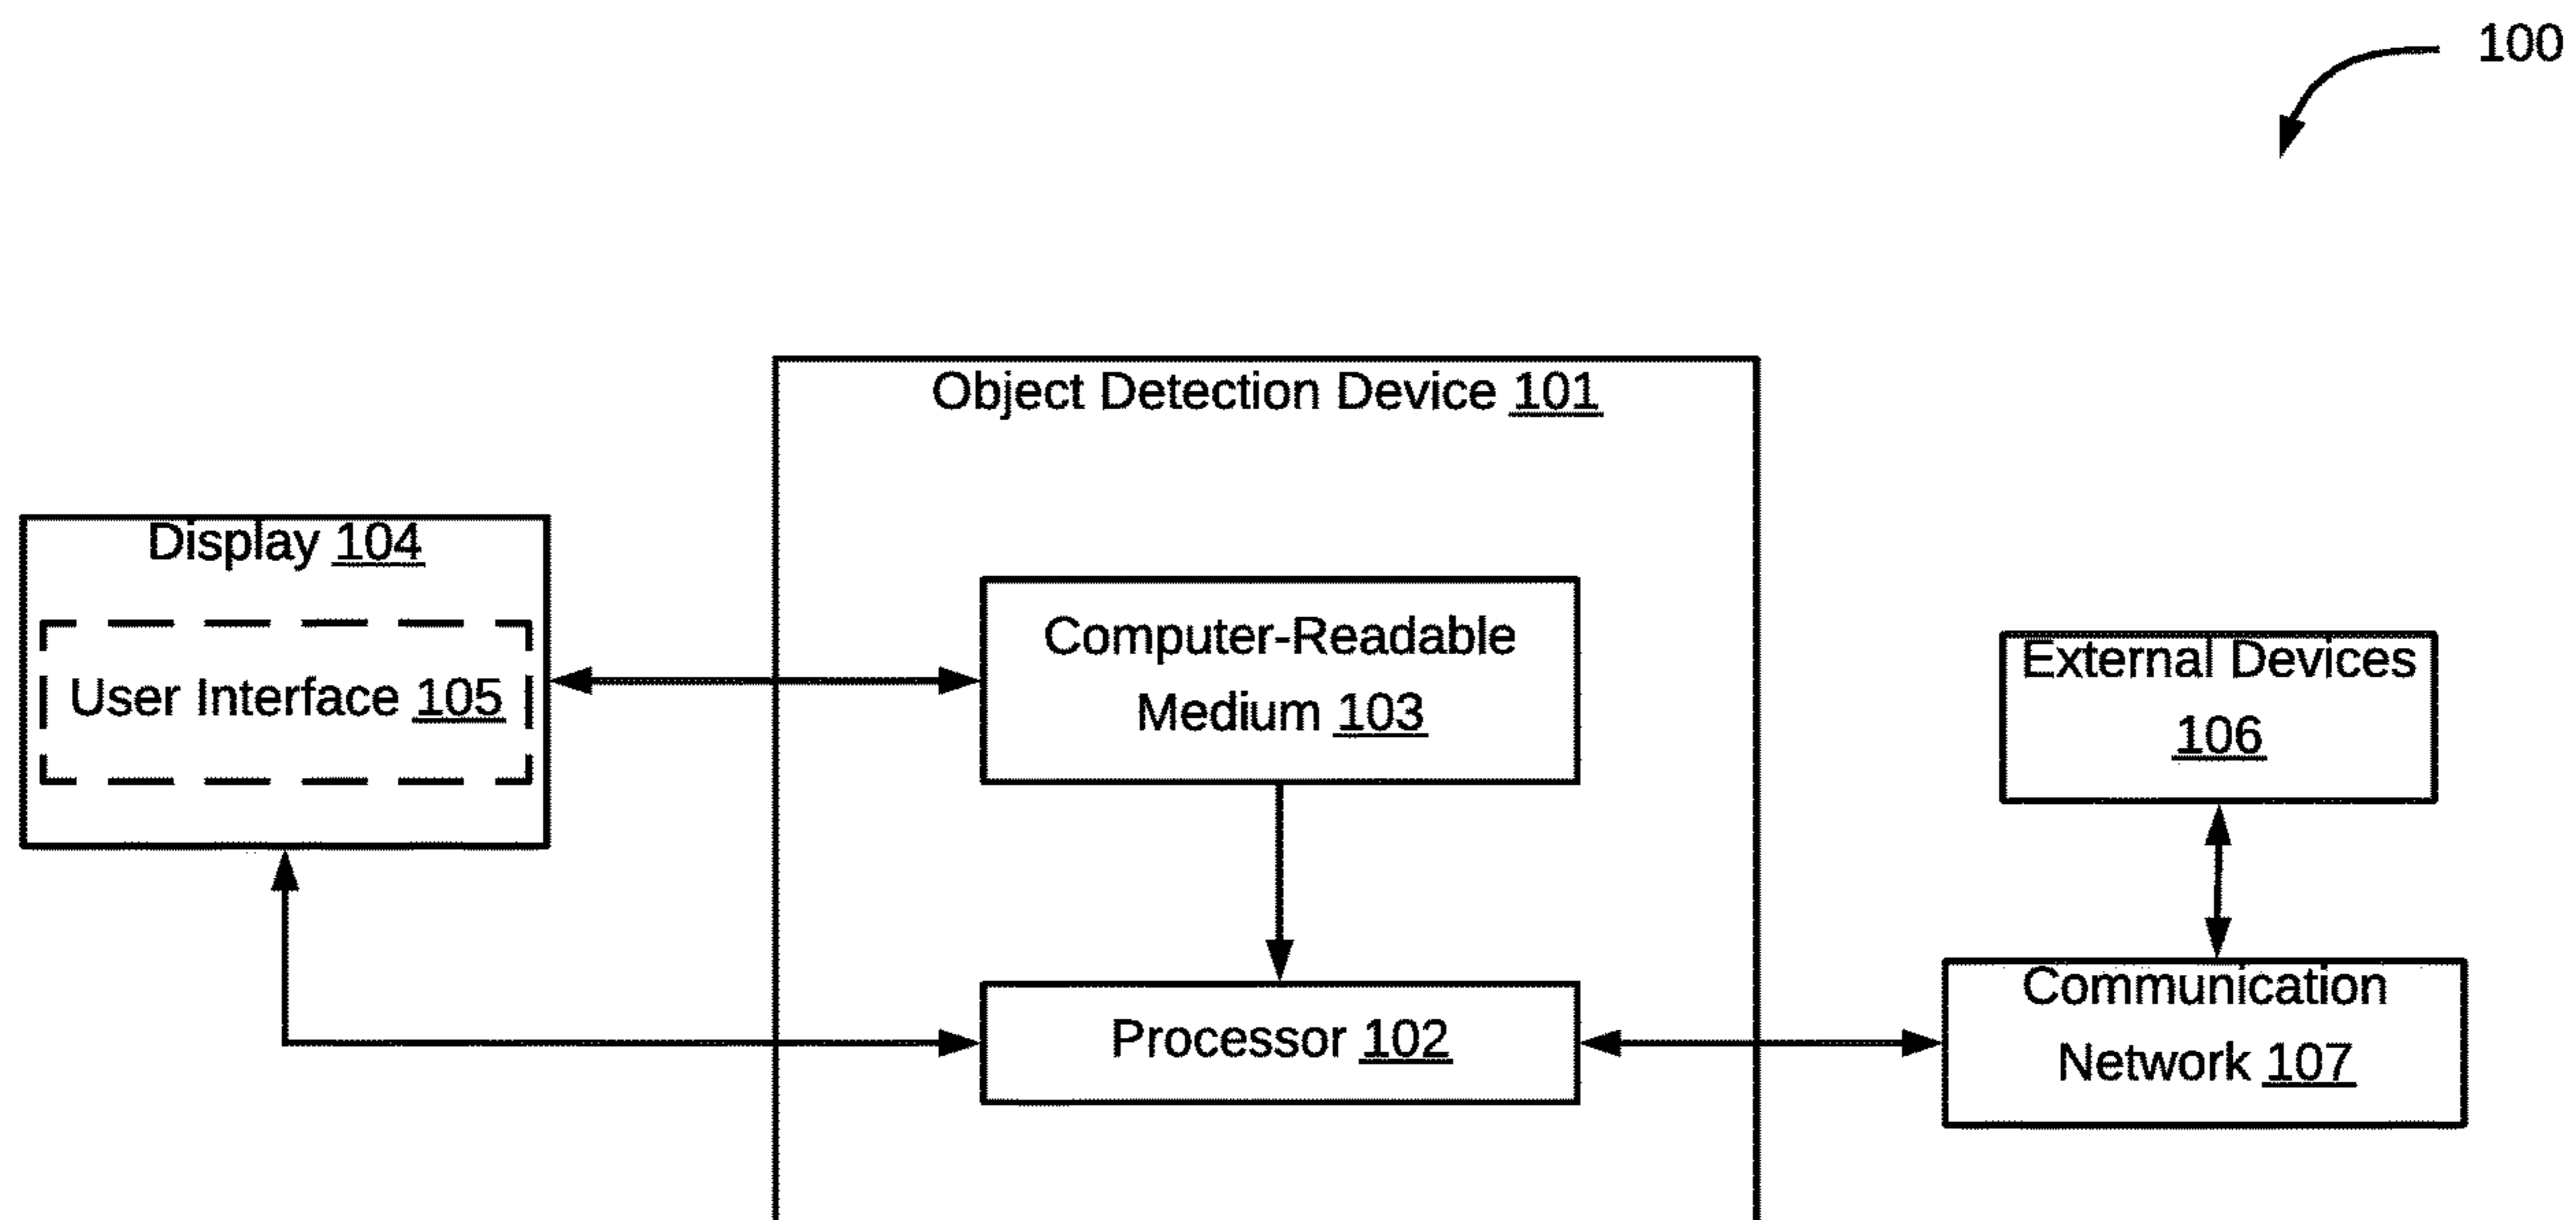 100
Object Detection Device 101
Display 104
User Interface 105
Computer-Readable
Medium 103
External Devices
106
Processor 102
Communication
Network 107